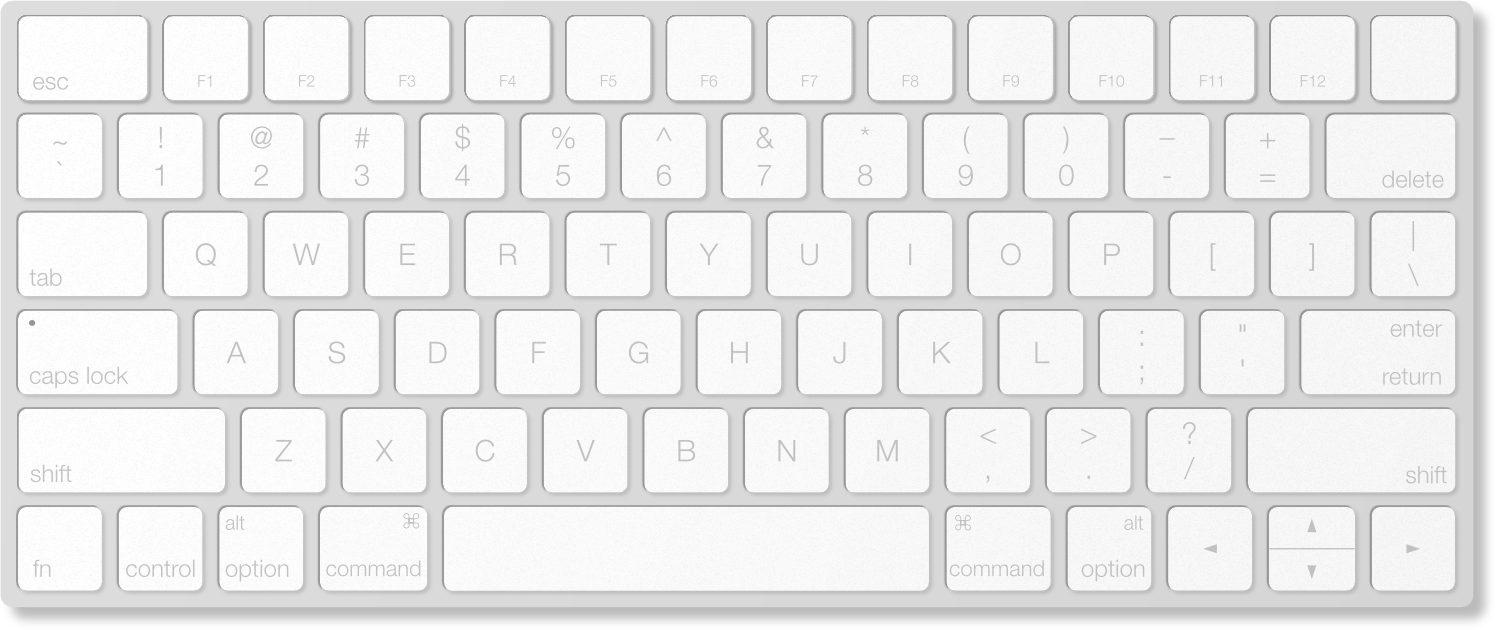 esc F1 F2 F3 F4 F5 F6 F7 F8 F9 F10 F11 F12
~ ! @ # $ % ^ & * ( ) — +
` 1 2 3 4 5 6 7 8 9 0 - = delete
tab Q W E R T Y U I O P [ ] | \
caps lock A S D F G H J K L : ; " ' enter return
shift Z X C V B N M < , > . ? / shift
alt ⌘ ⌘ alt ▲
fn control option command command option ◄ ▼ ►